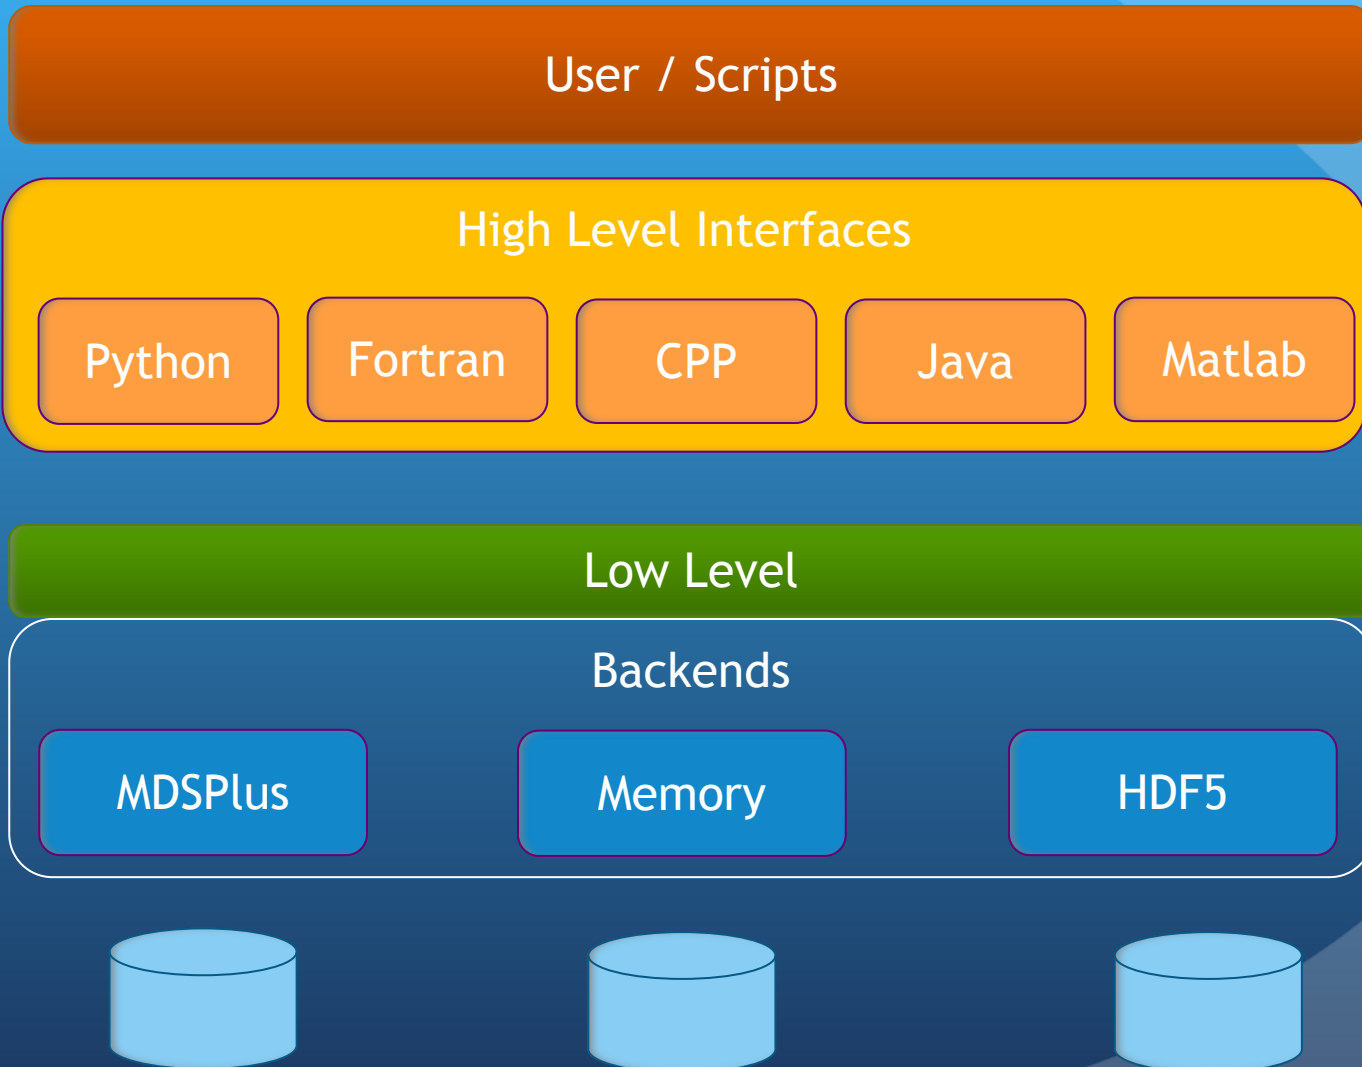 User / Scripts
High Level Interfaces
Python
Fortran
CPP
Java
Matlab
Low Level
Backends
MDSPlus
Memory
HDF5